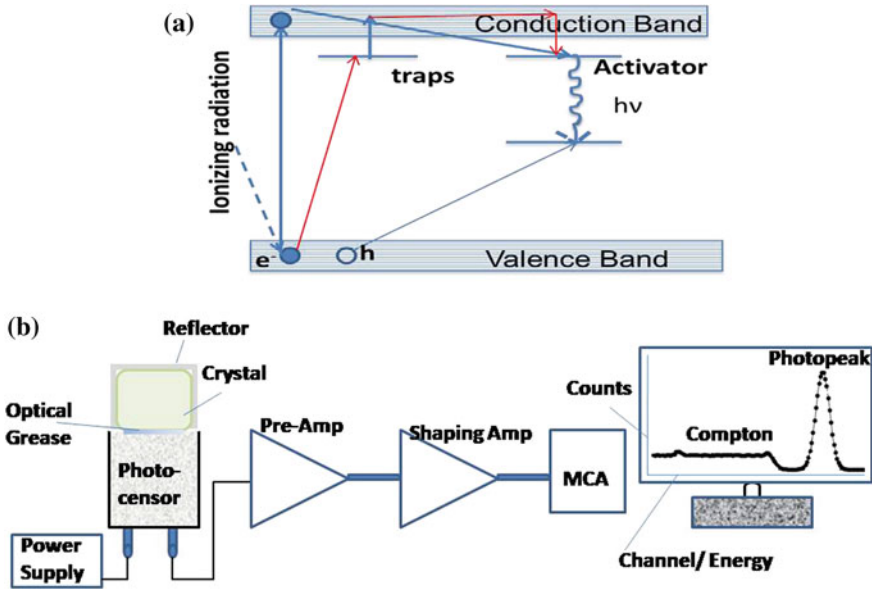 (a)
Conduction Band
traps
Activator
hν
Ionizing radiation
e-
h
Valence Band
(b)
Reflector
Crystal
Optical
Grease
Photo-
censor
Power
Supply
Pre-Amp
Shaping Amp
MCA
Counts
Photopeak
Compton
Channel/ Energy